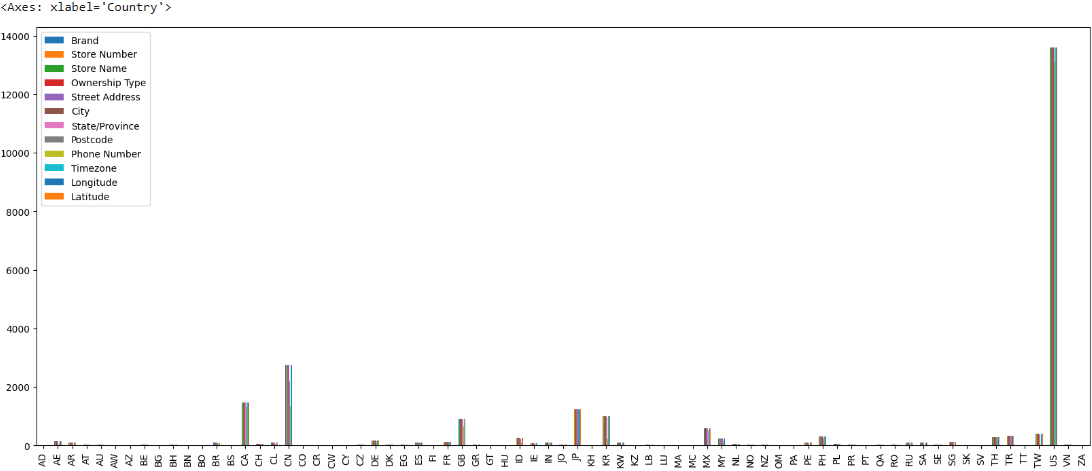 <Axes: xlabel='Country'>
14000
12000
10000
8000
6000
4000
2000
0
Brand
Store Number
Store Name
Ownership Type
Street Address
City
State/Province
Postcode
Phone Number
Timezone
Longitude
Latitude
AD AE AR AT AU AW AZ BE BG BH BN BO BR BS CA CH CL CN CO CR CW CY CZ DE DK EG ES FI FR GB GR GT HU ID IE IN JO JP KH KR KW KZ LB LU MA MC MX MY NL NO NZ OM PA PE PH PL PR PT QA RO RU SA SE SG SK SV TH TR TT TW US VN